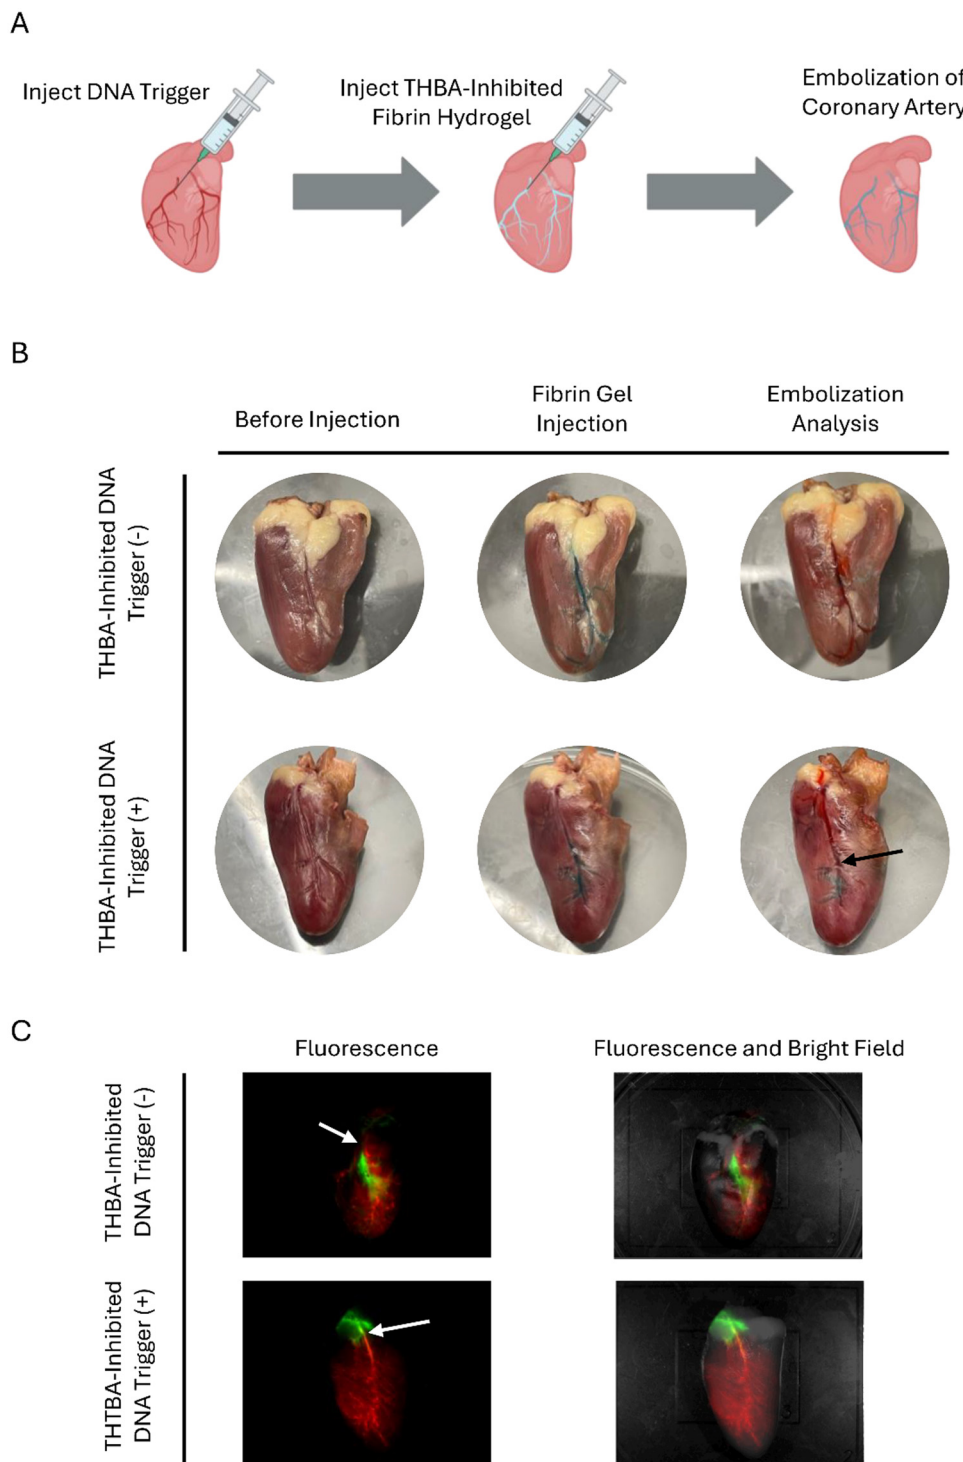 A
Inject DNA Trigger
Inject THBA-Inhibited
Fibrin Hydrogel
Embolization of
Coronary Artery
B
Before Injection
Fibrin Gel
Injection
Embolization
Analysis
THBA-Inhibited DNA
Trigger (-)
THBA-Inhibited DNA
Trigger (+)
C
Fluorescence
Fluorescence and Bright Field
THBA-Inhibited
DNA Trigger (-)
THTBA-Inhibited
DNA Trigger (+)